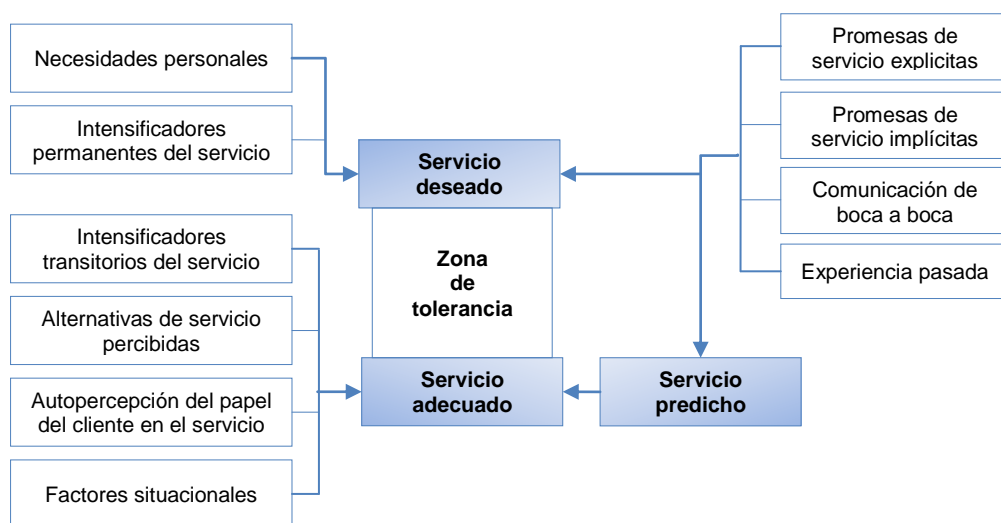 Necesidades personales
Intensificadores
permanentes del servicio
Intensificadores
transitorios del servicio
Alternativas de servicio
percibidas
Autopercepción del papel
del cliente en el servicio
Factores situacionales
Servicio
deseado
Zona
de
tolerancia
Servicio
adecuado
Servicio
predicho
Promesas de
servicio explicitas
Promesas de
servicio implícitas
Comunicación de
boca a boca
Experiencia pasada